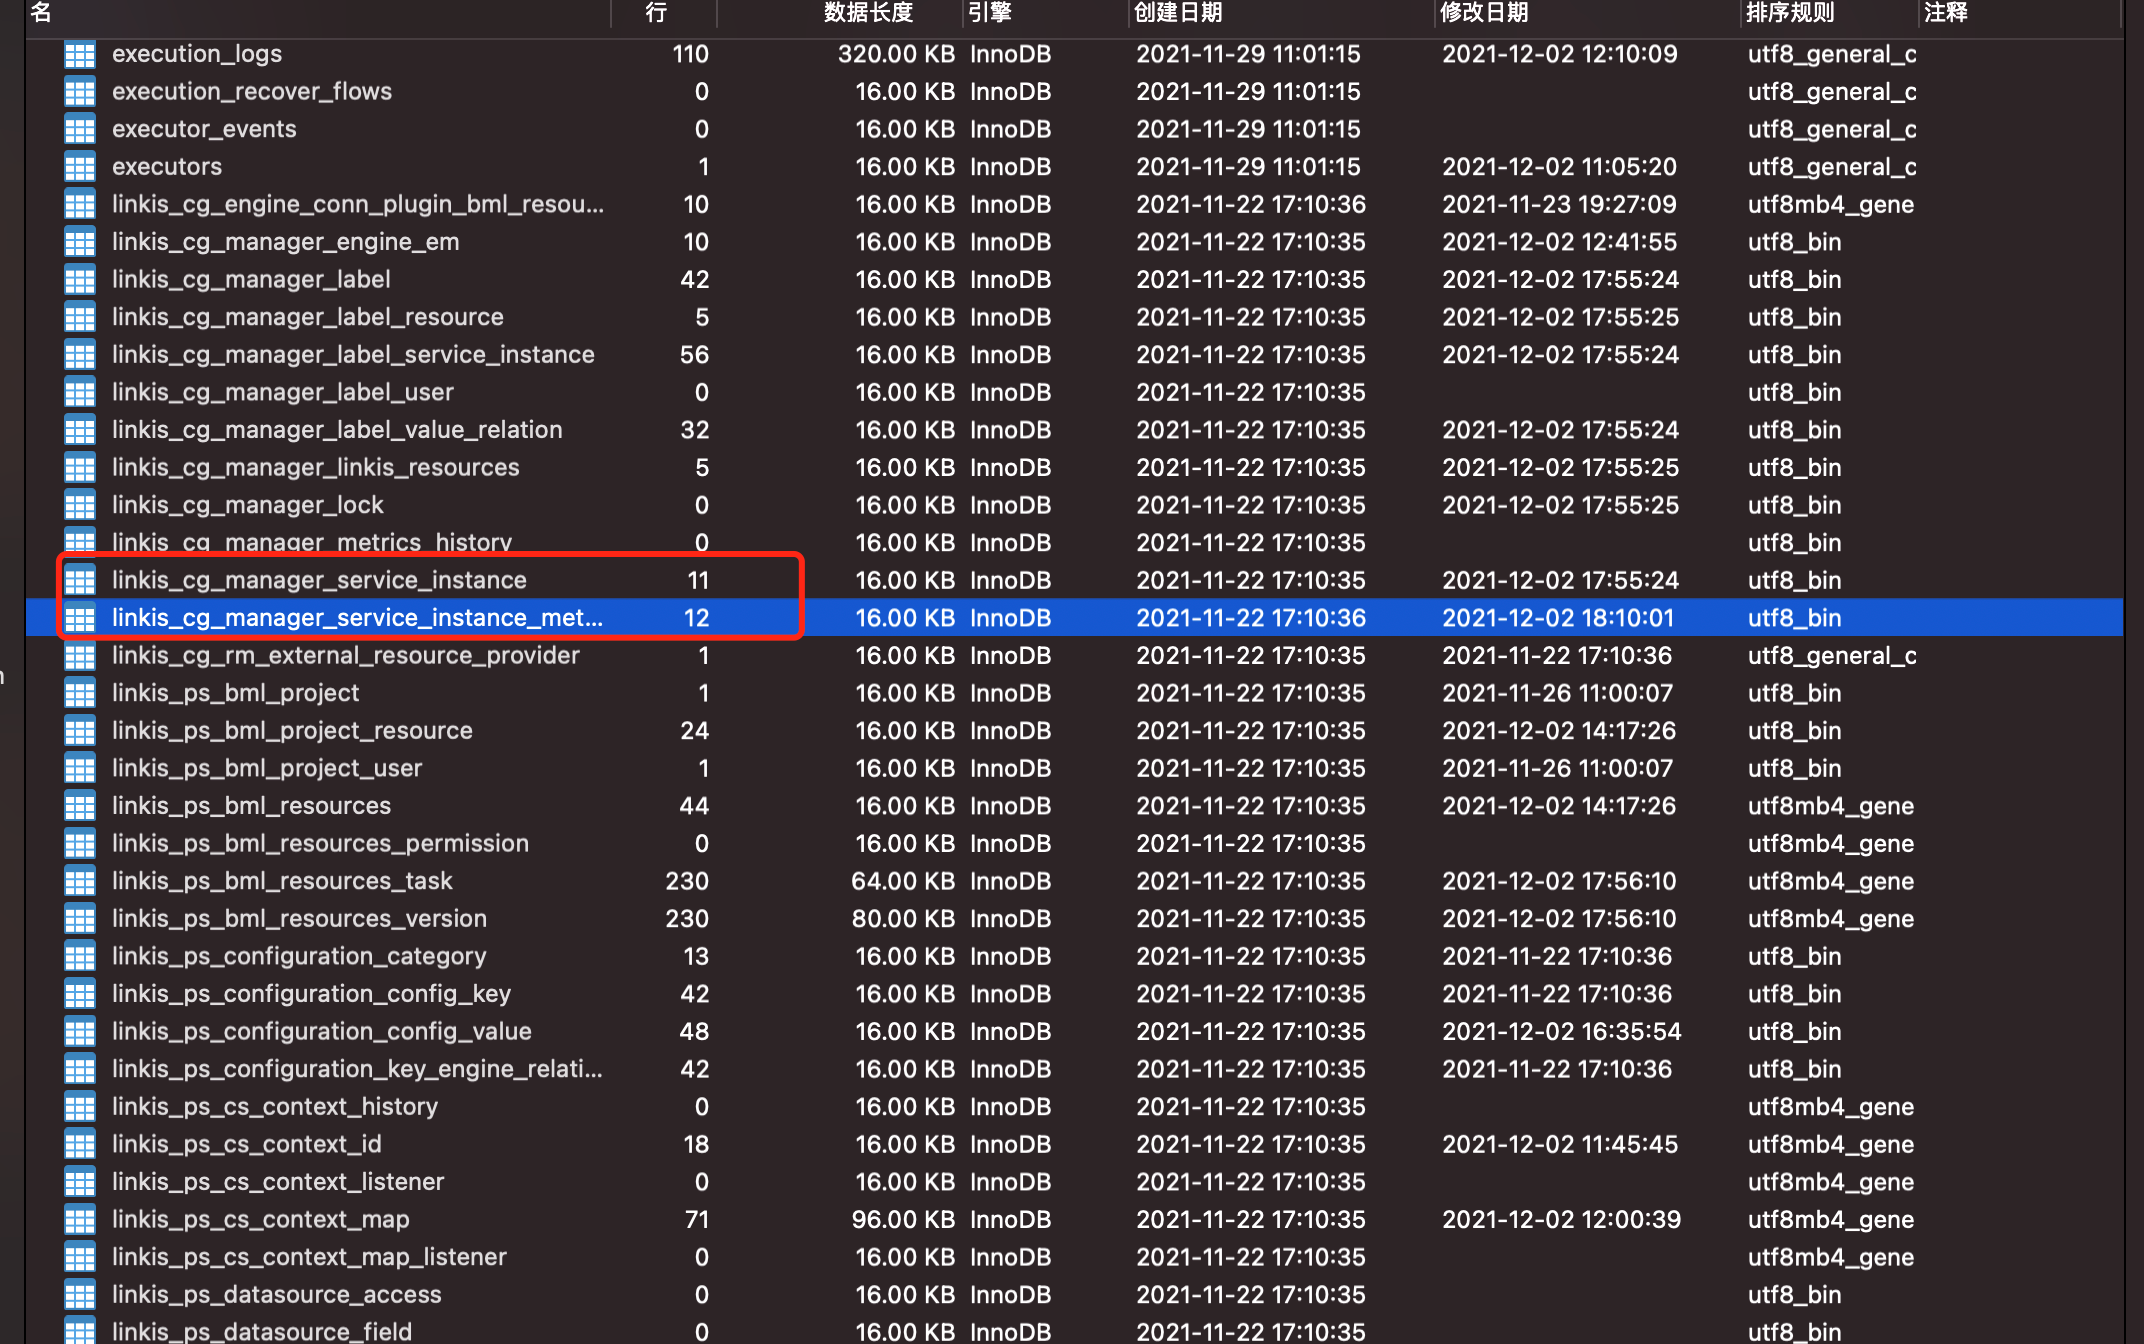 名 行 数据长度 引擎 创建日期 修改日期 排序规则 注释
execution_logs 110 320.00 KB InnoDB 2021-11-29 11:01:15 2021-12-02 12:10:09 utf8_general_c
execution_recover_flows 0 16.00 KB InnoDB 2021-11-29 11:01:15 utf8_general_c
executor_events 0 16.00 KB InnoDB 2021-11-29 11:01:15 utf8_general_c
executors 1 16.00 KB InnoDB 2021-11-29 11:01:15 2021-12-02 11:05:20 utf8_general_c
linkis_cg_engine_conn_plugin_bml_resou... 10 16.00 KB InnoDB 2021-11-22 17:10:36 2021-11-23 19:27:09 utf8mb4_gene
linkis_cg_manager_engine_em 10 16.00 KB InnoDB 2021-11-22 17:10:35 2021-12-02 12:41:55 utf8_bin
linkis_cg_manager_label 42 16.00 KB InnoDB 2021-11-22 17:10:35 2021-12-02 17:55:24 utf8_bin
linkis_cg_manager_label_resource 5 16.00 KB InnoDB 2021-11-22 17:10:35 2021-12-02 17:55:25 utf8_bin
linkis_cg_manager_label_service_instance 56 16.00 KB InnoDB 2021-11-22 17:10:35 2021-12-02 17:55:24 utf8_bin
linkis_cg_manager_label_user 0 16.00 KB InnoDB 2021-11-22 17:10:35 utf8_bin
linkis_cg_manager_label_value_relation 32 16.00 KB InnoDB 2021-11-22 17:10:35 2021-12-02 17:55:24 utf8_bin
linkis_cg_manager_linkis_resources 5 16.00 KB InnoDB 2021-11-22 17:10:35 2021-12-02 17:55:25 utf8_bin
linkis_cg_manager_lock 0 16.00 KB InnoDB 2021-11-22 17:10:35 2021-12-02 17:55:25 utf8_bin
linkis_cg_manager_metrics_history 0 16.00 KB InnoDB 2021-11-22 17:10:35 utf8_bin
linkis_cg_manager_service_instance 11 16.00 KB InnoDB 2021-11-22 17:10:35 2021-12-02 17:55:24 utf8_bin
linkis_cg_manager_service_instance_met... 12 16.00 KB InnoDB 2021-11-22 17:10:36 2021-12-02 18:10:01 utf8_bin
linkis_cg_rm_external_resource_provider 1 16.00 KB InnoDB 2021-11-22 17:10:35 2021-11-22 17:10:36 utf8_general_c
linkis_ps_bml_project 1 16.00 KB InnoDB 2021-11-22 17:10:35 2021-11-26 11:00:07 utf8_bin
linkis_ps_bml_project_resource 24 16.00 KB InnoDB 2021-11-22 17:10:35 2021-12-02 14:17:26 utf8_bin
linkis_ps_bml_project_user 1 16.00 KB InnoDB 2021-11-22 17:10:35 2021-11-26 11:00:07 utf8_bin
linkis_ps_bml_resources 44 16.00 KB InnoDB 2021-11-22 17:10:35 2021-12-02 14:17:26 utf8mb4_gene
linkis_ps_bml_resources_permission 0 16.00 KB InnoDB 2021-11-22 17:10:35 utf8mb4_gene
linkis_ps_bml_resources_task 230 64.00 KB InnoDB 2021-11-22 17:10:35 2021-12-02 17:56:10 utf8mb4_gene
linkis_ps_bml_resources_version 230 80.00 KB InnoDB 2021-11-22 17:10:35 2021-12-02 17:56:10 utf8mb4_gene
linkis_ps_configuration_category 13 16.00 KB InnoDB 2021-11-22 17:10:35 2021-11-22 17:10:36 utf8_bin
linkis_ps_configuration_config_key 42 16.00 KB InnoDB 2021-11-22 17:10:35 2021-11-22 17:10:36 utf8_bin
linkis_ps_configuration_config_value 48 16.00 KB InnoDB 2021-11-22 17:10:35 2021-12-02 16:35:54 utf8_bin
linkis_ps_configuration_key_engine_relati... 42 16.00 KB InnoDB 2021-11-22 17:10:35 2021-11-22 17:10:36 utf8_bin
linkis_ps_cs_context_history 0 16.00 KB InnoDB 2021-11-22 17:10:35 utf8mb4_gene
linkis_ps_cs_context_id 18 16.00 KB InnoDB 2021-11-22 17:10:35 2021-12-02 11:45:45 utf8mb4_gene
linkis_ps_cs_context_listener 0 16.00 KB InnoDB 2021-11-22 17:10:35 utf8mb4_gene
linkis_ps_cs_context_map 71 96.00 KB InnoDB 2021-11-22 17:10:35 2021-12-02 12:00:39 utf8mb4_gene
linkis_ps_cs_context_map_listener 0 16.00 KB InnoDB 2021-11-22 17:10:35 utf8mb4_gene
linkis_ps_datasource_access 0 16.00 KB InnoDB 2021-11-22 17:10:35 utf8_bin
linkis_ps_datasource_field 0 16.00 KB InnoDB 2021-11-22 17:10:35 utf8_bin